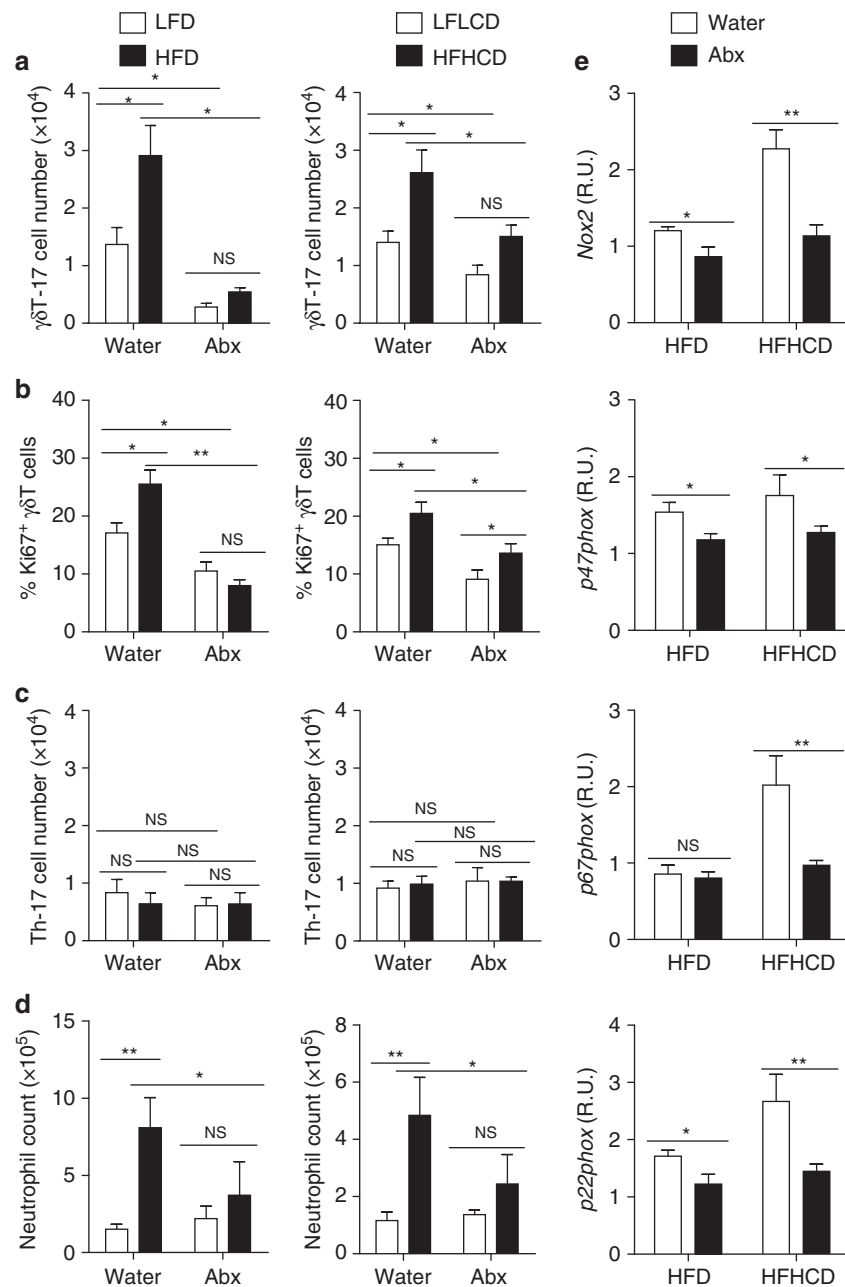 LFD
HFD
LFLCD
HFHCD
Water
Abx
a
γδT-17 cell number (×10⁴)
4
3
2
1
0
*
*
*
NS
Water
Abx
γδT-17 cell number (×10⁴)
4
3
2
1
0
*
*
*
NS
Water
Abx
e
Nox2 (R.U.)
3
2
1
0
*
**
HFD
HFHCD
b
% Ki67⁺ γδT cells
40
30
20
10
0
*
*
**
NS
Water
Abx
% Ki67⁺ γδT cells
40
30
20
10
0
*
*
*
*
Water
Abx
p47phox (R.U.)
3
2
1
0
*
*
HFD
HFHCD
c
Th-17 cell number (×10⁴)
4
3
2
1
0
NS
NS
NS
NS
Water
Abx
Th-17 cell number (×10⁴)
4
3
2
1
0
NS
NS
NS
NS
Water
Abx
p67phox (R.U.)
3
2
1
0
NS
**
HFD
HFHCD
d
Neutrophil count (×10⁵)
15
10
5
0
**
*
NS
Water
Abx
Neutrophil count (×10⁵)
8
6
4
2
0
**
*
NS
Water
Abx
p22phox (R.U.)
4
3
2
1
0
*
**
HFD
HFHCD